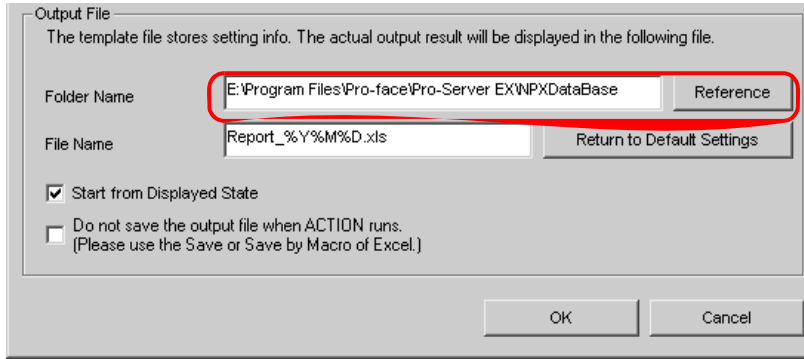 Output File
The template file stores setting info. The actual output result will be displayed in the following file.
Folder Name
E:\Program Files\Pro-face\Pro-Server EX\NPXDataBase
Reference
File Name
Report_%Y%M%D.xls
Return to Default Settings
Start from Displayed State
Do not save the output file when ACTION runs.
(Please use the Save or Save by Macro of Excel.)
OK
Cancel